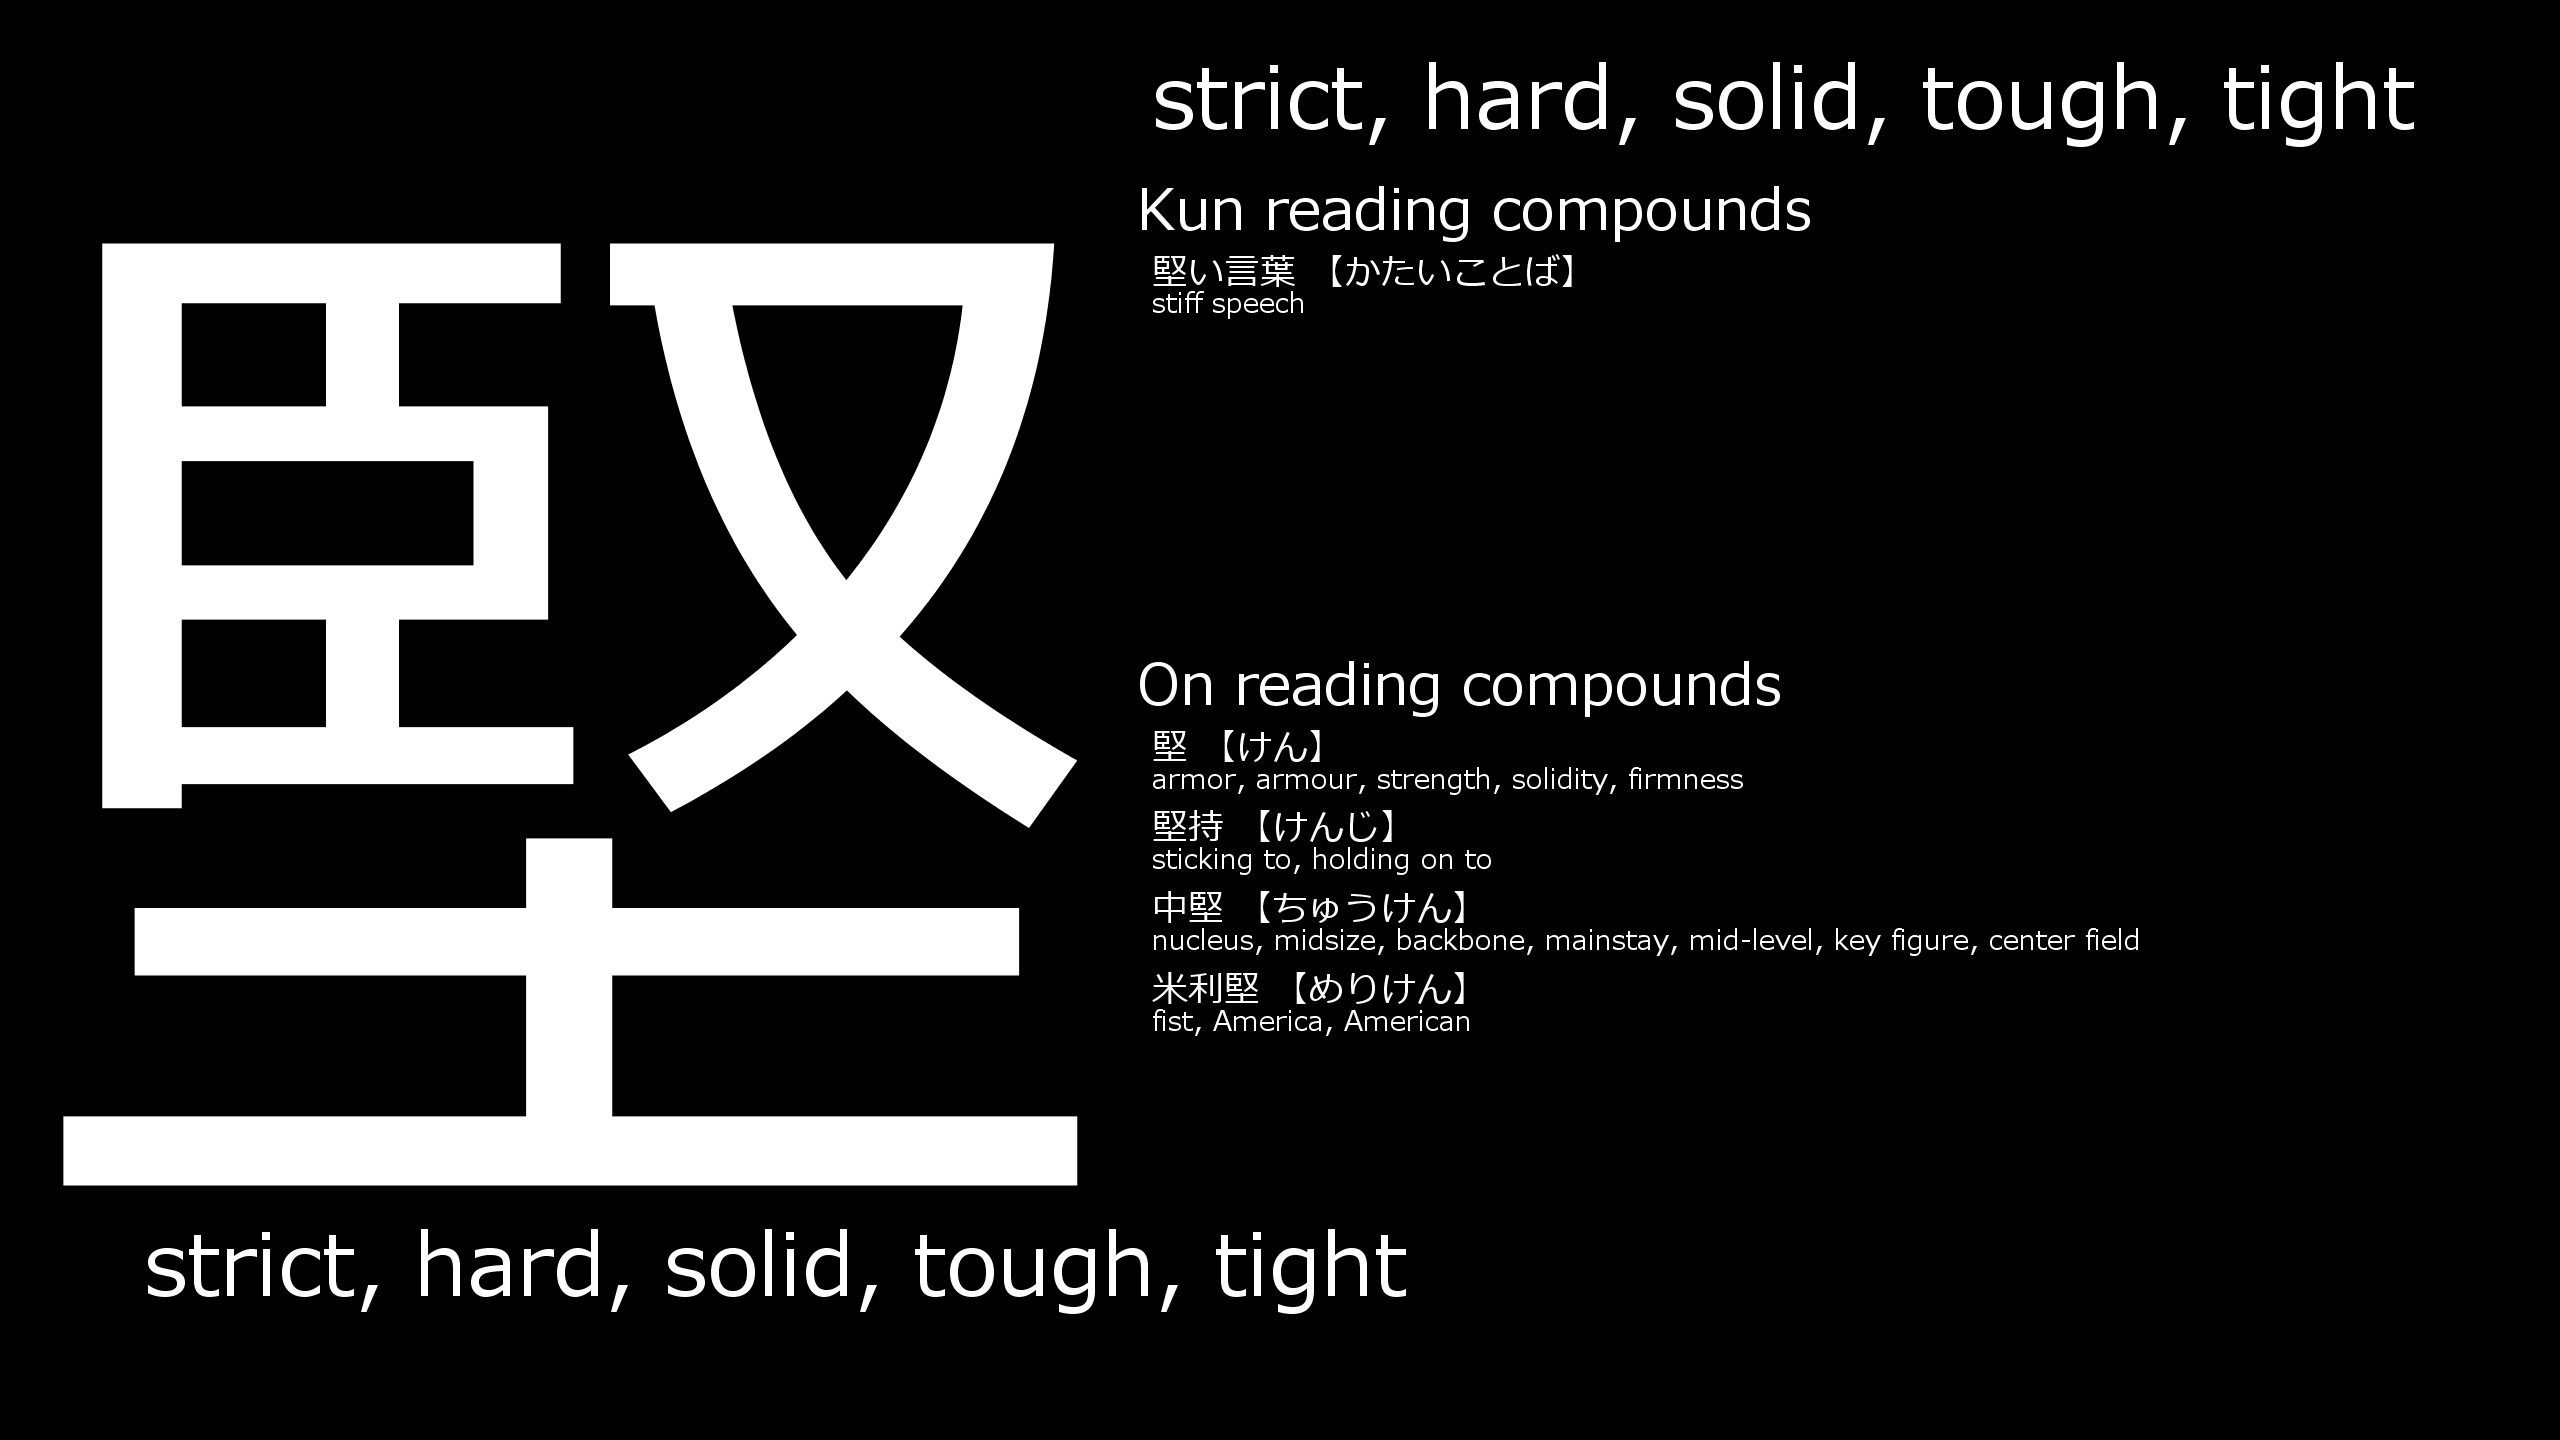 堅
strict, hard, solid, tough, tight
strict, hard, solid, tough, tight
Kun reading compounds
堅い言葉 【かたいことば】
stiff speech
On reading compounds
堅 【けん】
armor, armour, strength, solidity, firmness
堅持 【けんじ】
sticking to, holding on to
中堅 【ちゅうけん】
nucleus, midsize, backbone, mainstay, mid-level, key figure, center field
米利堅 【めりけん】
fist, America, American